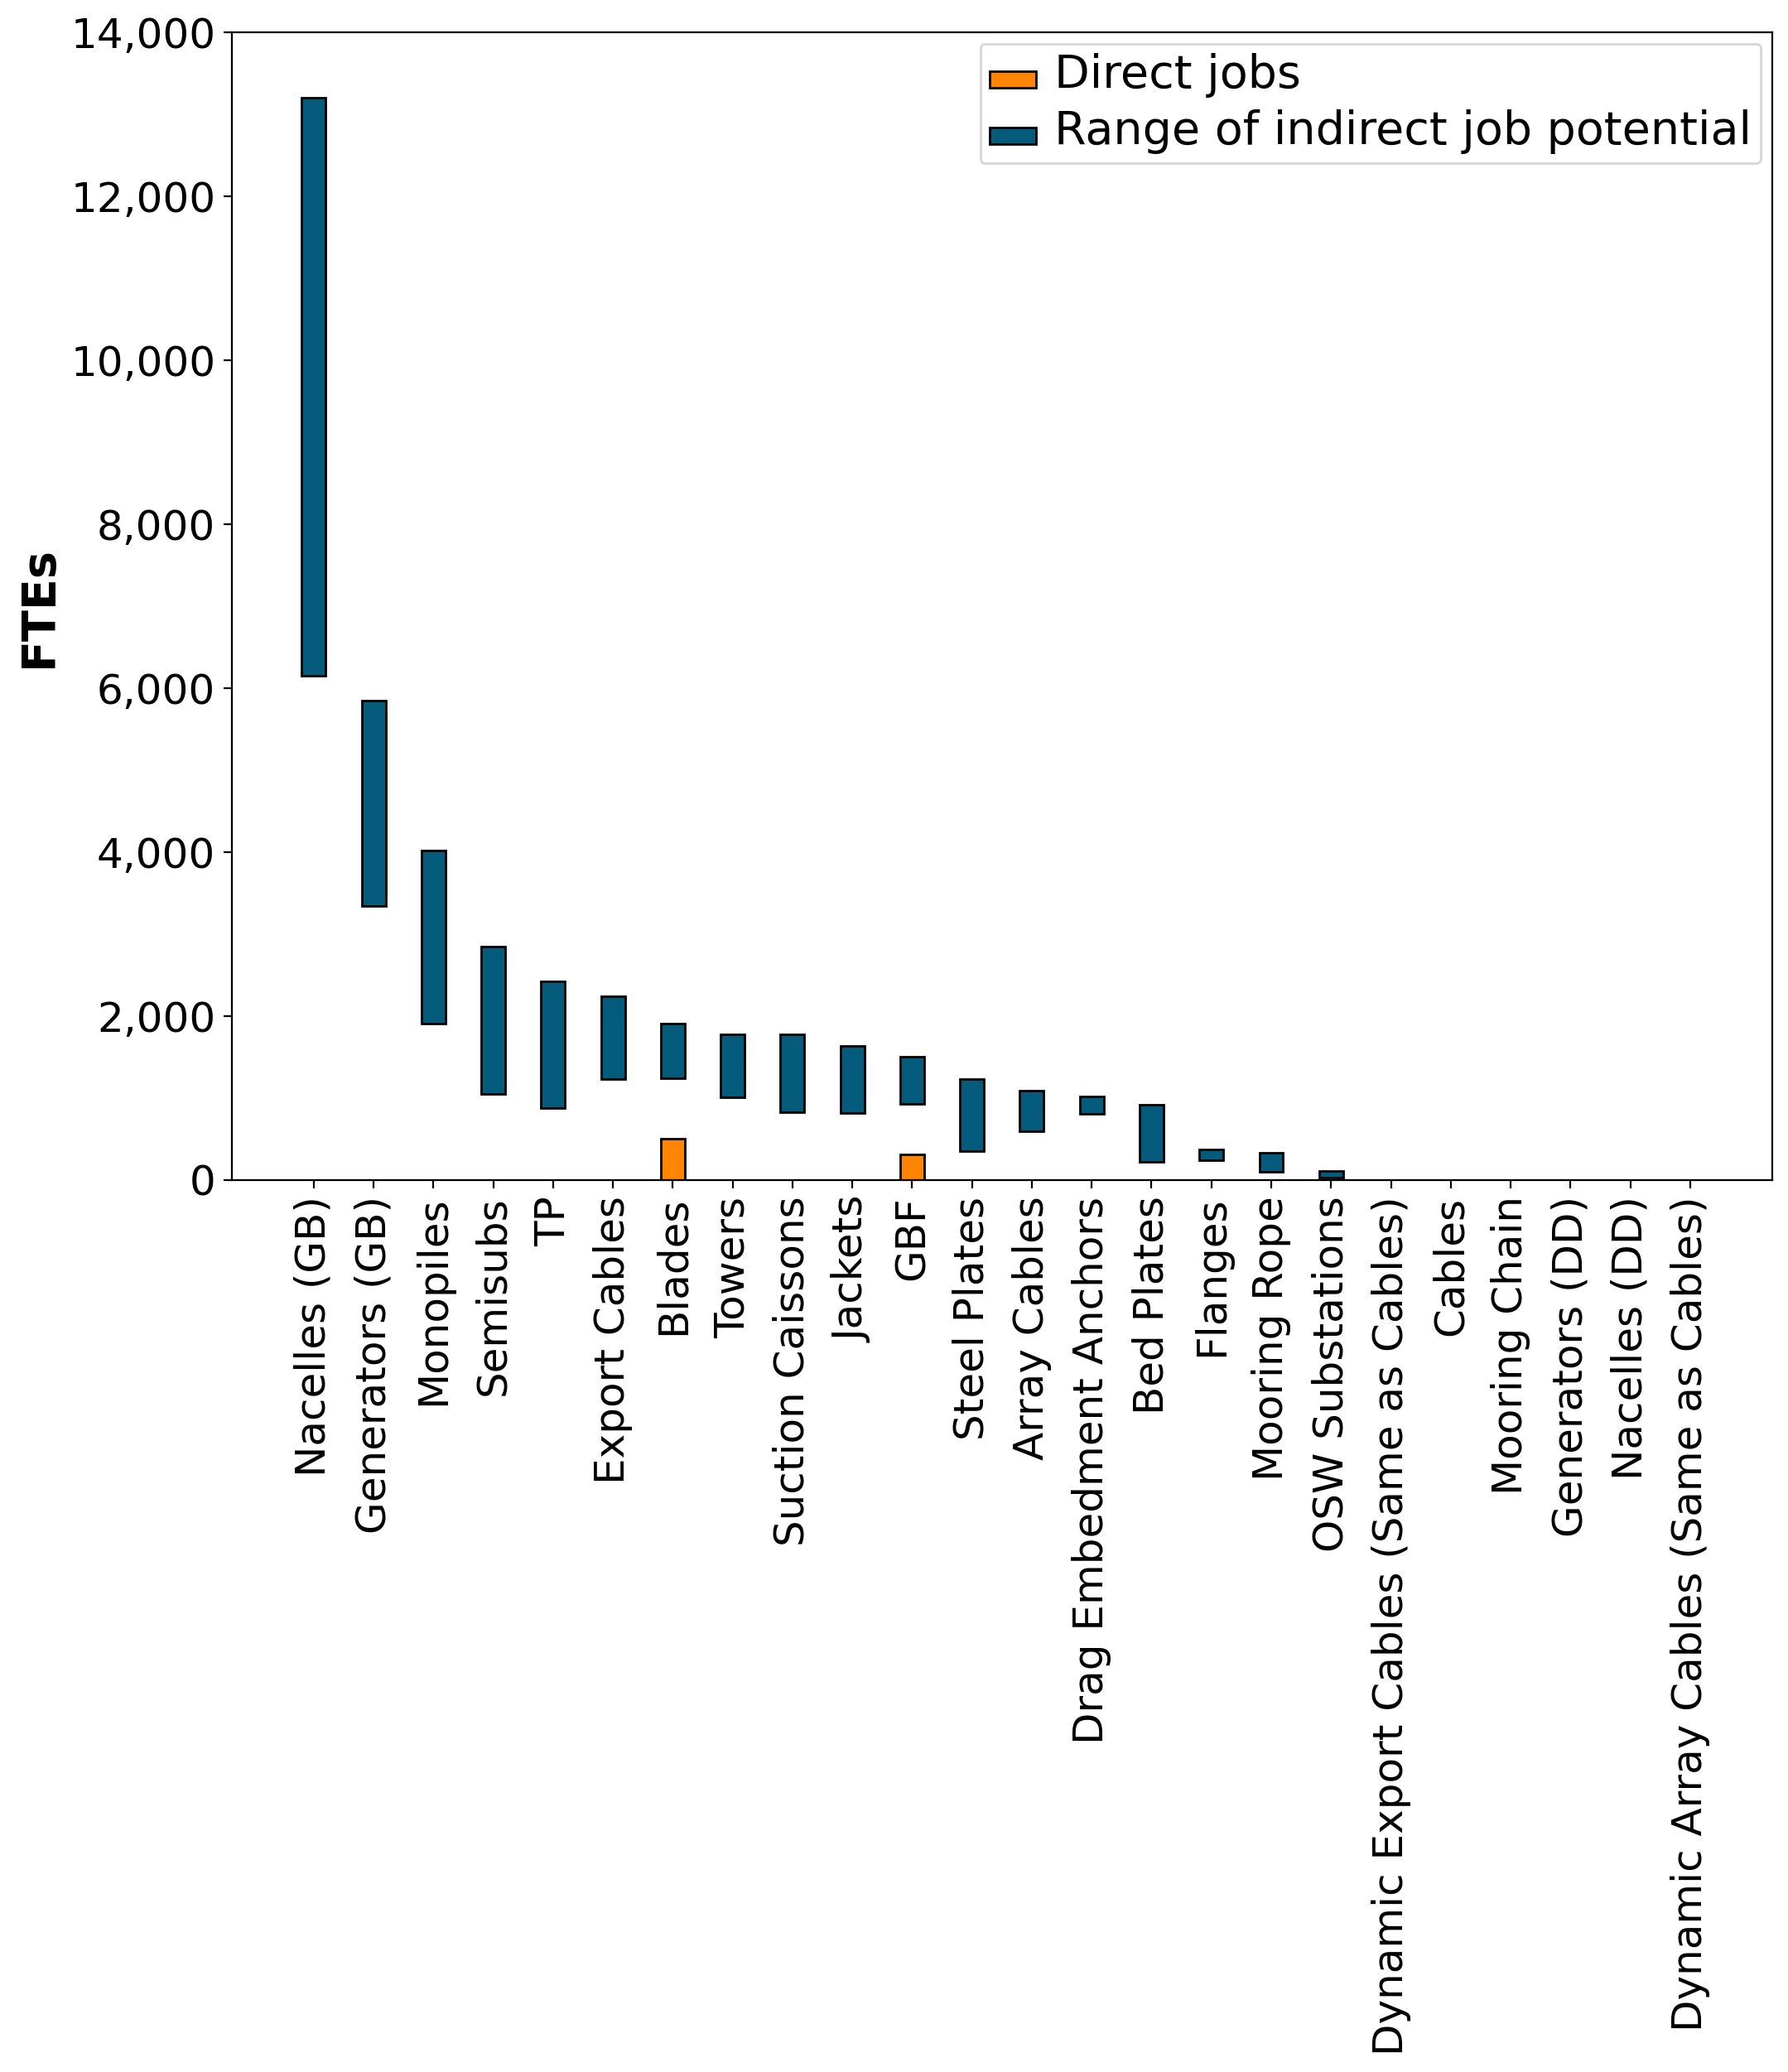 14,000
12,000
10,000
8,000
6,000
4,000
2,000
0
FTEs
Direct jobs
Range of indirect job potential
Nacelles (GB)
Generators (GB)
Monopiles
Semisubs
TP
Export Cables
Blades
Towers
Suction Caissons
Jackets
GBF
Steel Plates
Array Cables
Drag Embedment Anchors
Bed Plates
Flanges
Mooring Rope
OSW Substations
Dynamic Export Cables (Same as Cables)
Cables
Mooring Chain
Generators (DD)
Nacelles (DD)
Dynamic Array Cables (Same as Cables)